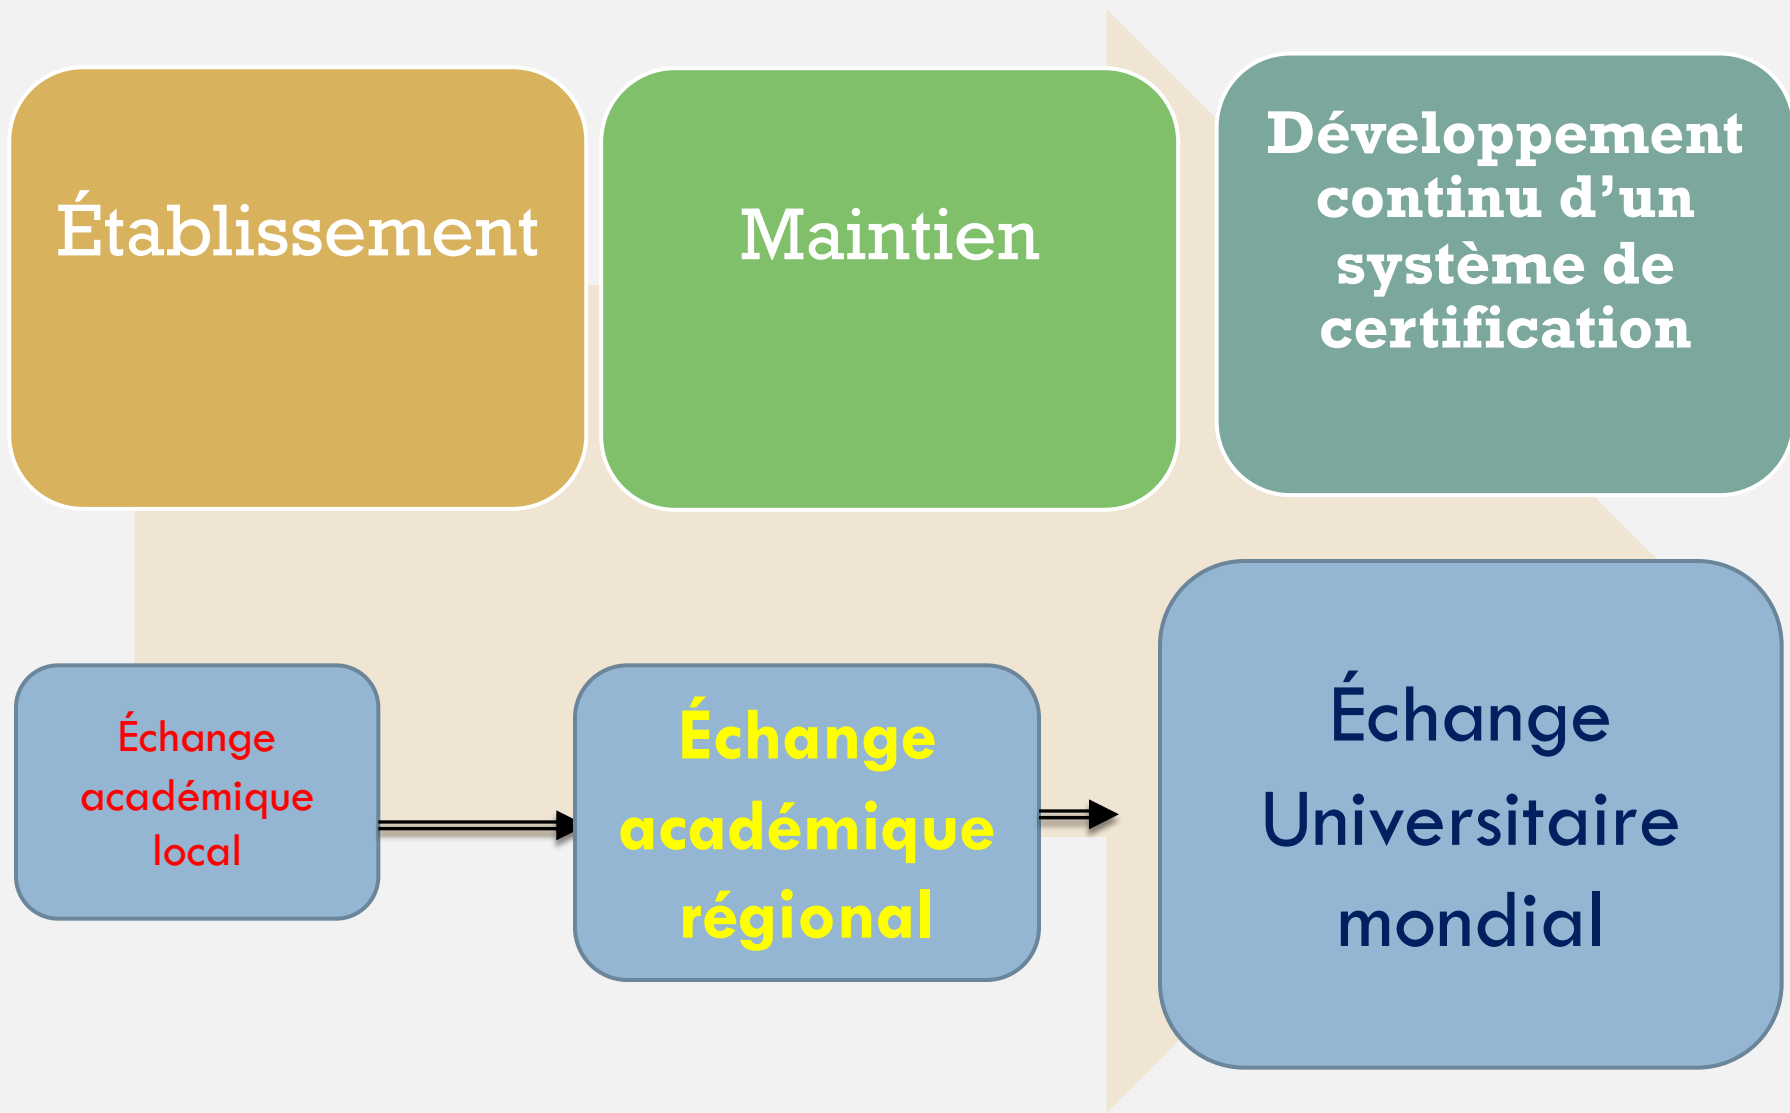 Établissement
Maintien
Développement
continu d’un
système de
certification
Échange
académique
local
Échange
académique
régional
Échange
Universitaire
mondial